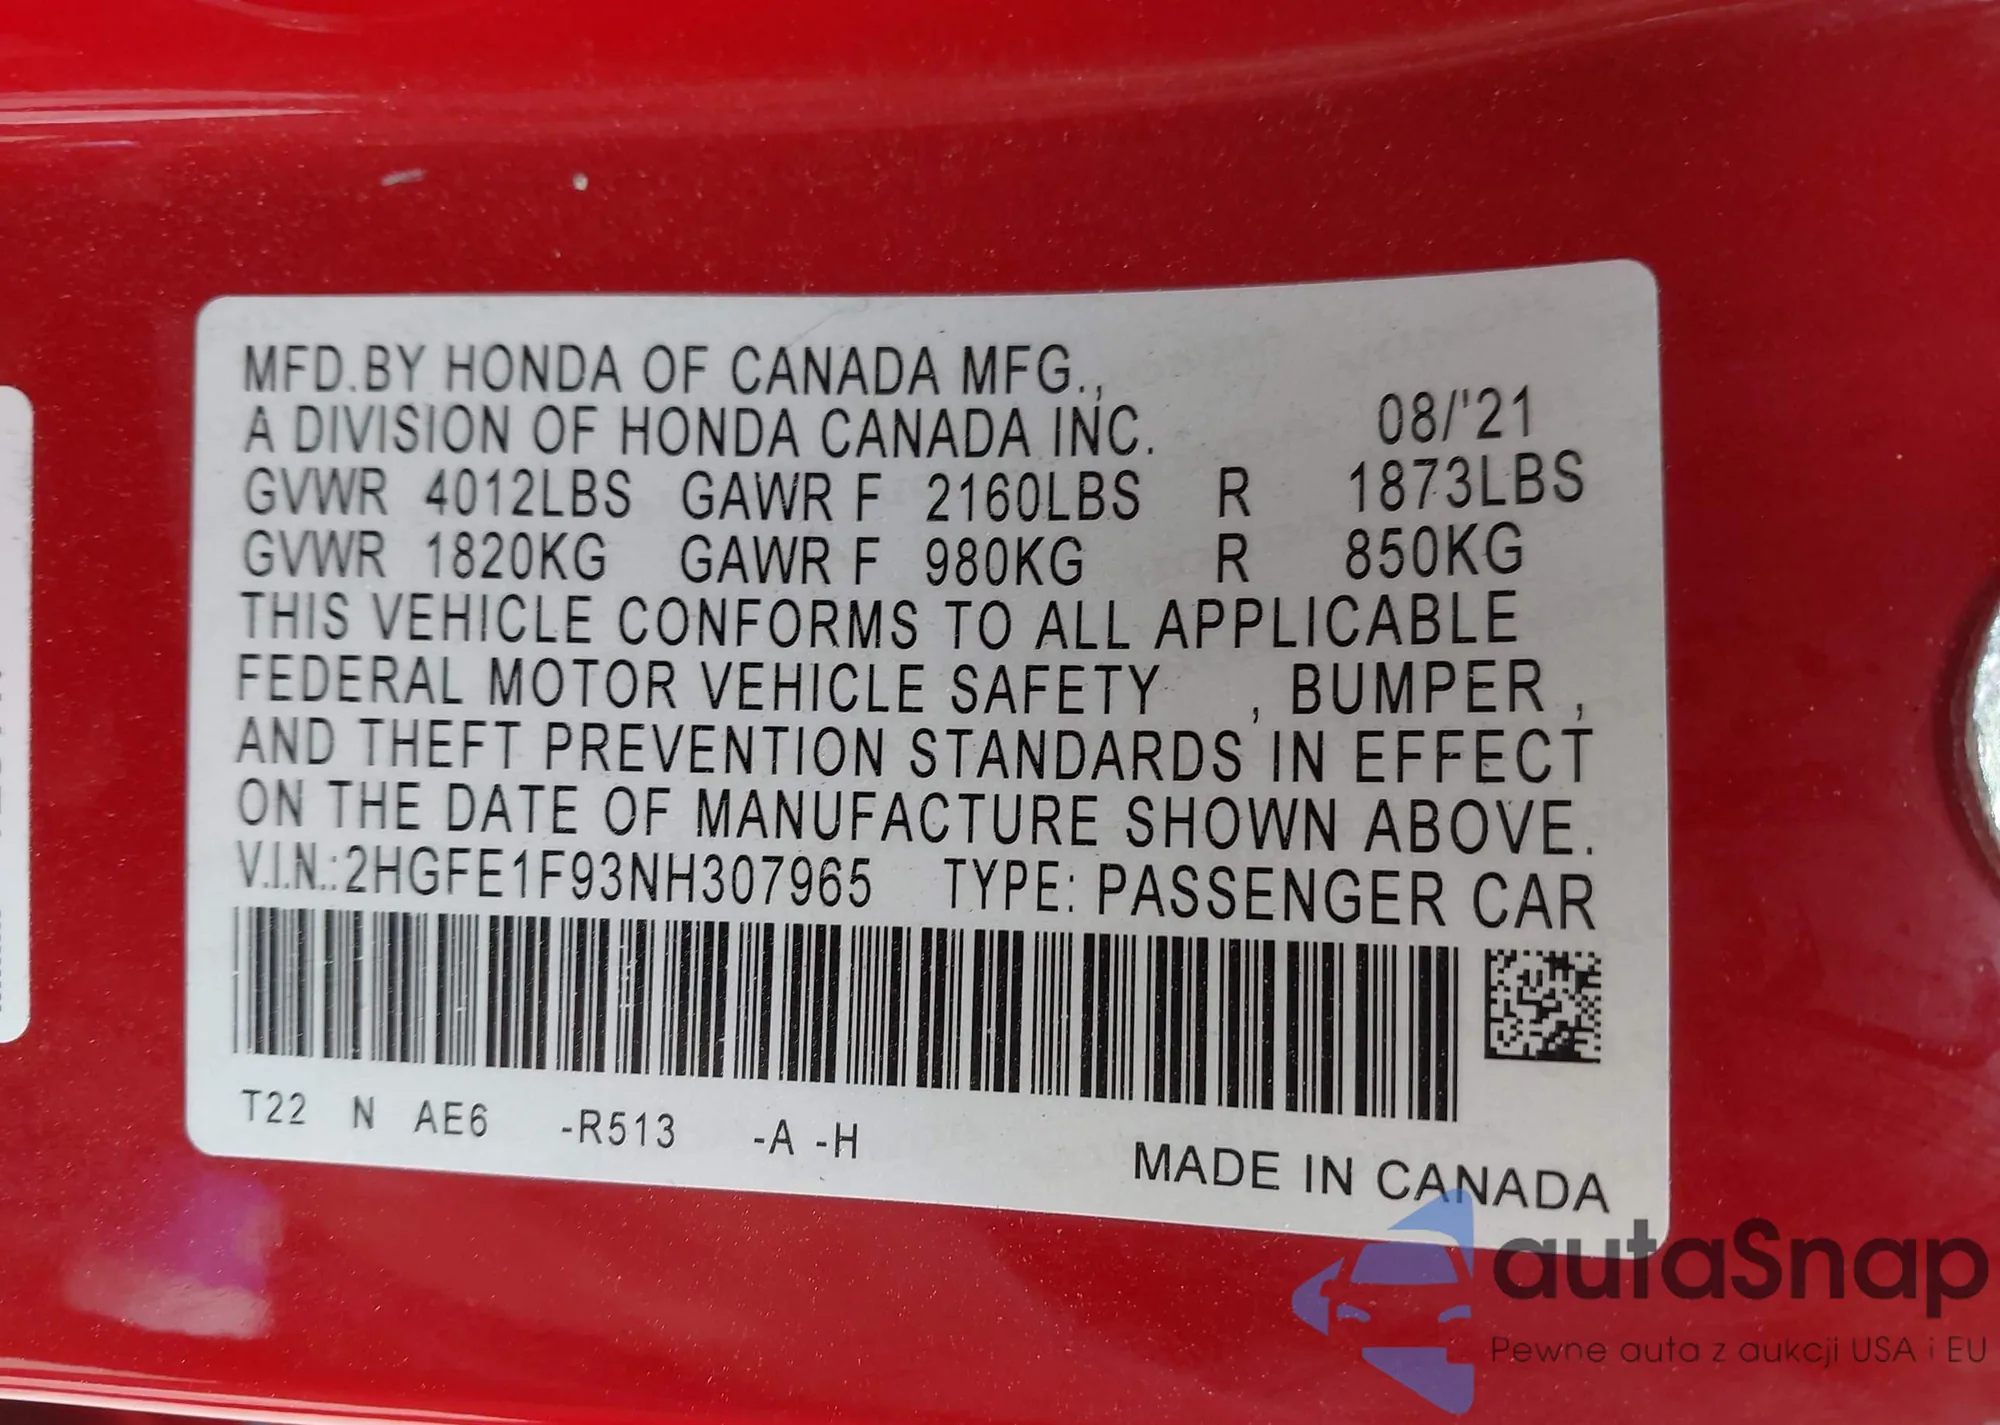 MFD.BY HONDA OF CANADA MFG.,
A DIVISION OF HONDA CANADA INC. 08/'21
GVWR 4012LBS GAWR F 2160LBS R 1873LBS
GVWR 1820KG GAWR F 980KG R 850KG
THIS VEHICLE CONFORMS TO ALL APPLICABLE
FEDERAL MOTOR VEHICLE SAFETY , BUMPER ,
AND THEFT PREVENTION STANDARDS IN EFFECT
ON THE DATE OF MANUFACTURE SHOWN ABOVE.
V.I.N.:2HGFE1F93NH307965 TYPE: PASSENGER CAR
T22 N AE6 -R513 -A -H
MADE IN CANADA
autaSnap
Pewne auta z aukcji USA i EU